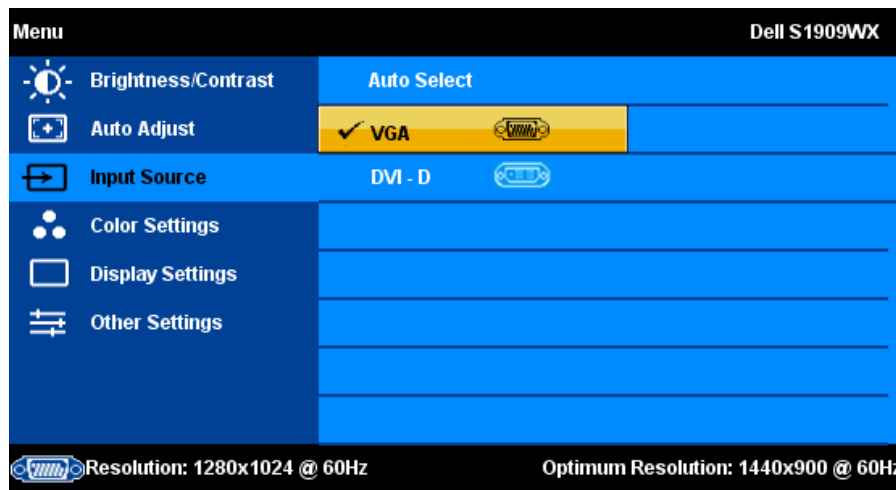 Menu Dell S1909WX
Brightness/Contrast Auto Select
Auto Adjust ✓ VGA
Input Source DVI - D
Color Settings
Display Settings
Other Settings
Resolution: 1280x1024 @ 60Hz Optimum Resolution: 1440x900 @ 60Hz